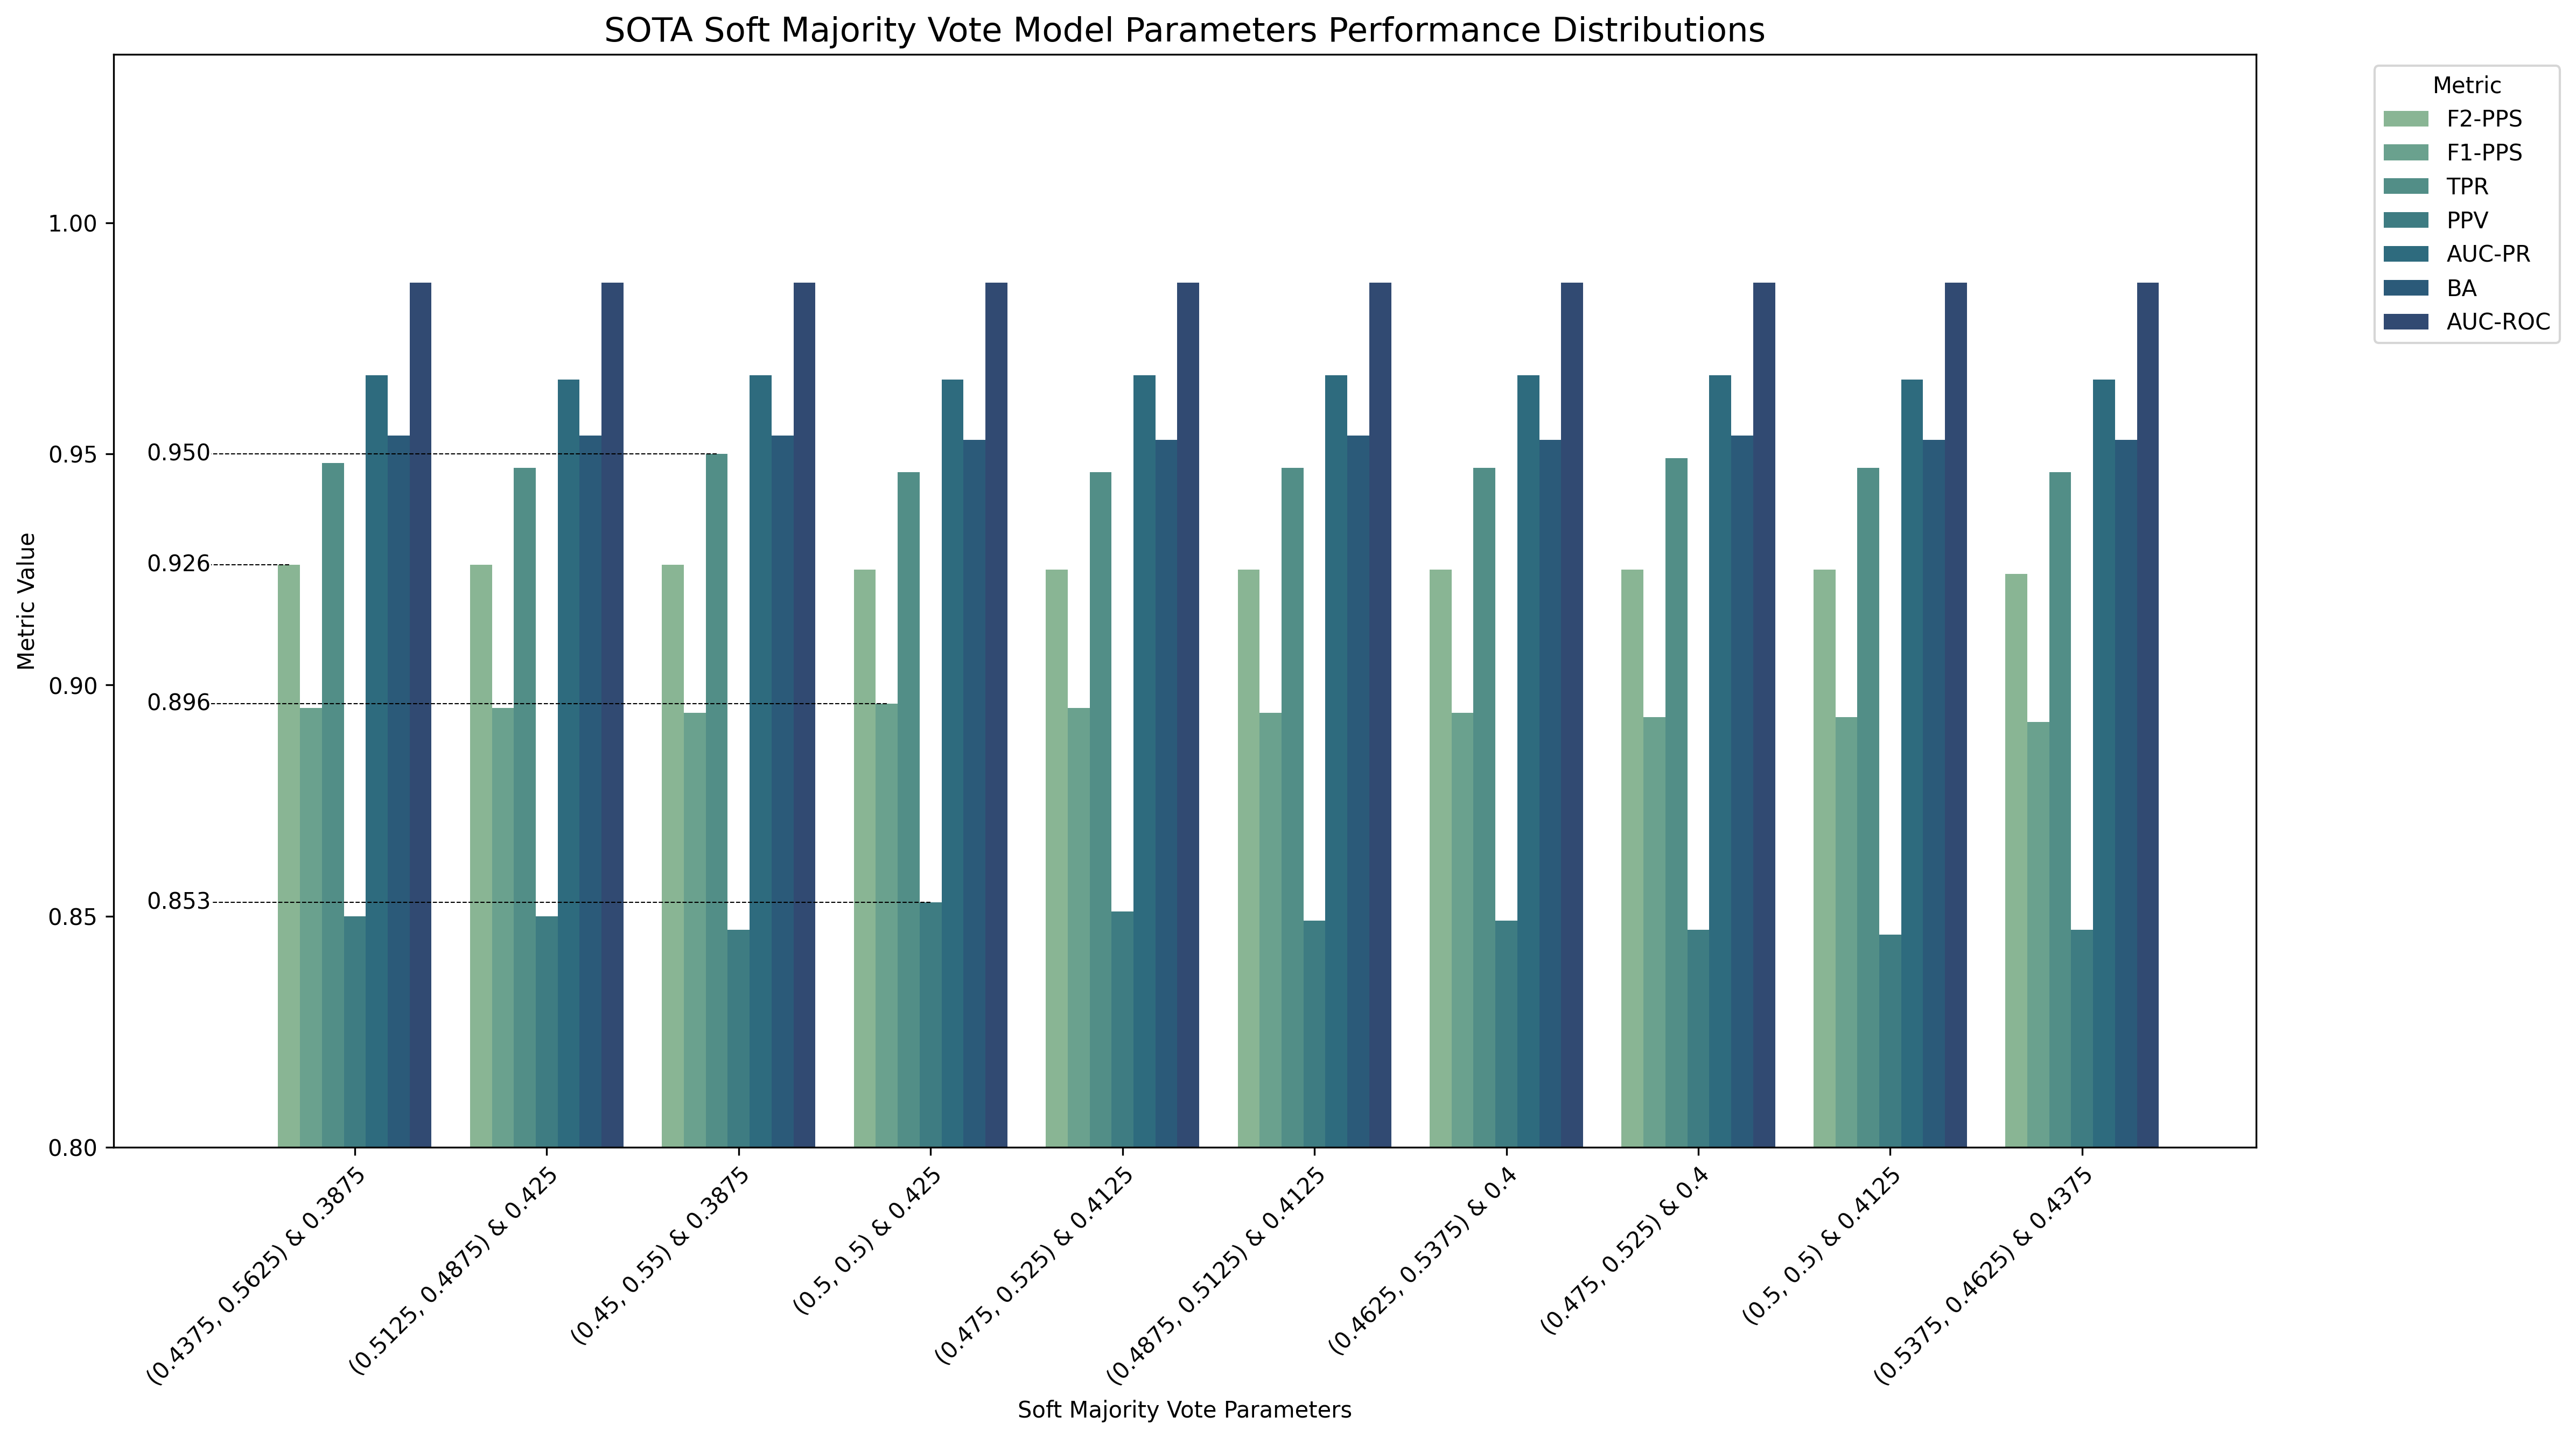 SOTA Soft Majority Vote Model Parameters Performance Distributions
Metric
F2-PPS
F1-PPS
TPR
PPV
AUC-PR
BA
AUC-ROC
Metric Value
1.00
0.95
0.90
0.85
0.80
0.950
0.926
0.896
0.853
(0.4375, 0.5625) & 0.3875
(0.5125, 0.4875) & 0.425
(0.45, 0.55) & 0.3875
(0.5, 0.5) & 0.425
(0.475, 0.525) & 0.4125
(0.4875, 0.5125) & 0.4125
(0.4625, 0.5375) & 0.4
(0.475, 0.525) & 0.4
(0.5, 0.5) & 0.4125
(0.5375, 0.4625) & 0.4375
Soft Majority Vote Parameters